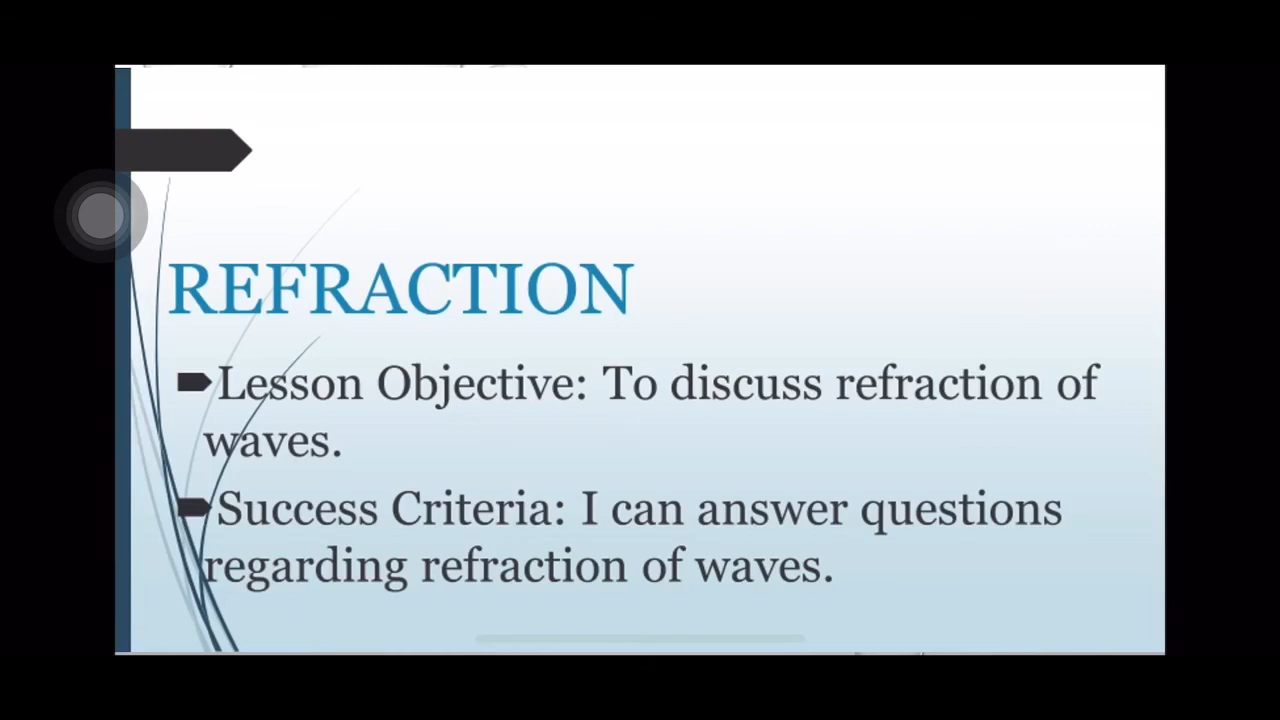 REFRACTION
Lesson Objective: To discuss refraction of
waves.
Success Criteria: I can answer questions
regarding refraction of waves.